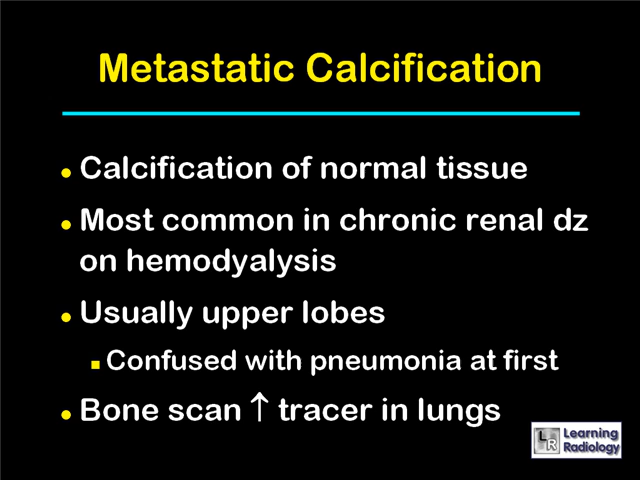 Metastatic Calcification
• Calcification of normal tissue
• Most common in chronic renal dz
on hemodyalysis
• Usually upper lobes
▪ Confused with pneumonia at first
• Bone scan ↑ tracer in lungs
LR Learning
Radiology